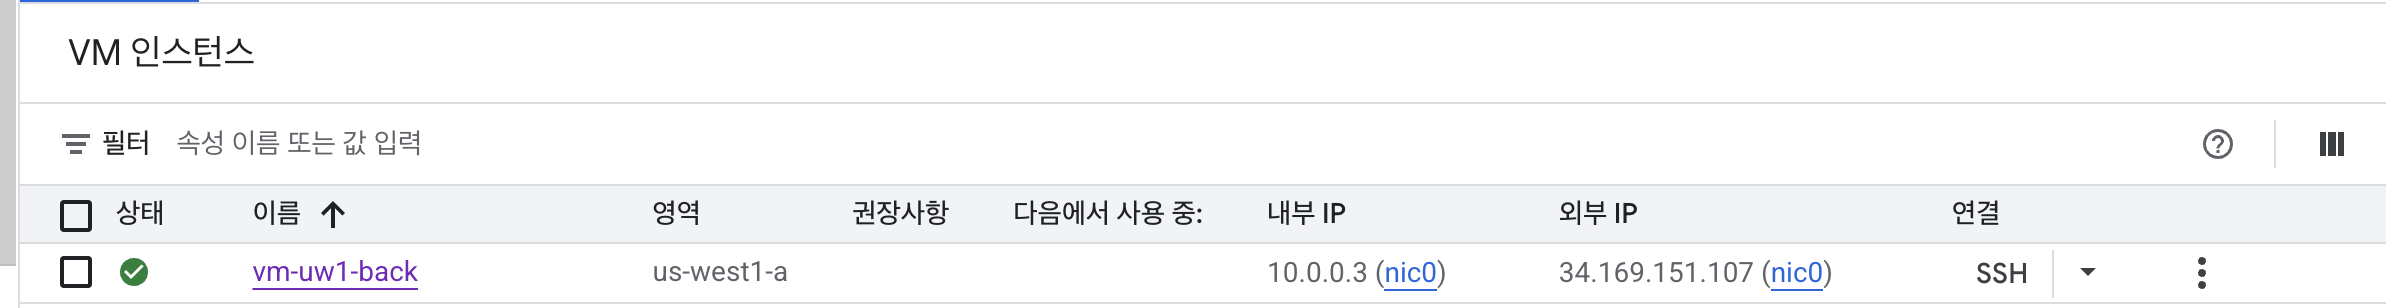 VM 인스턴스
필터 속성 이름 또는 값 입력
상태 이름 영역 권장사항 다음에서 사용 중: 내부 IP 외부 IP 연결
vm-uw1-back us-west1-a 10.0.0.3 (nic0) 34.169.151.107 (nic0) SSH